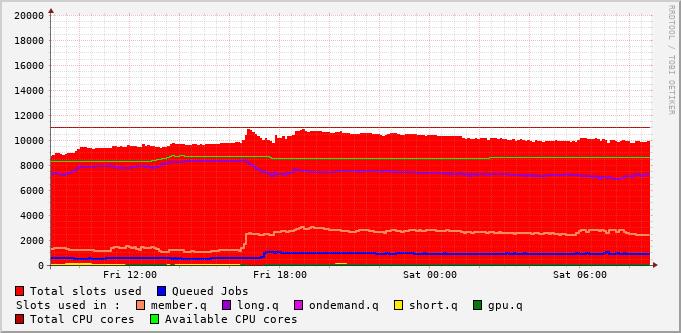 20000
18000
16000
14000
12000
10000
8000
6000
4000
2000
0
Fri 12:00 Fri 18:00 Sat 00:00 Sat 06:00
RRDTOOL / TOBI OETIKER
Total slots used Queued Jobs
Slots used in : member.q long.q ondemand.q short.q gpu.q
Total CPU cores Available CPU cores